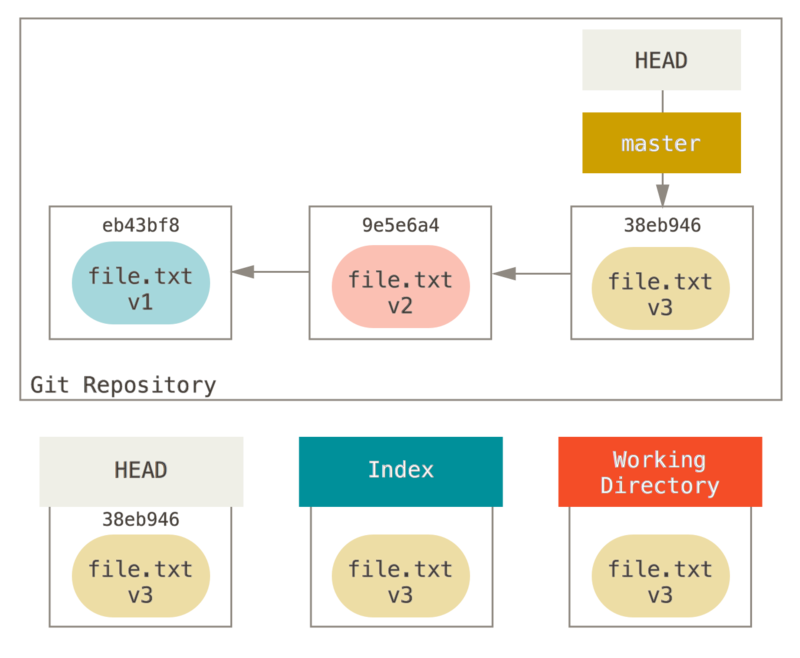 HEAD
master
eb43bf8
9e5e6a4
38eb946
file.txt
v1
file.txt
v2
file.txt
v3
Git Repository
HEAD
Index
Working
Directory
38eb946
file.txt
v3
file.txt
v3
file.txt
v3